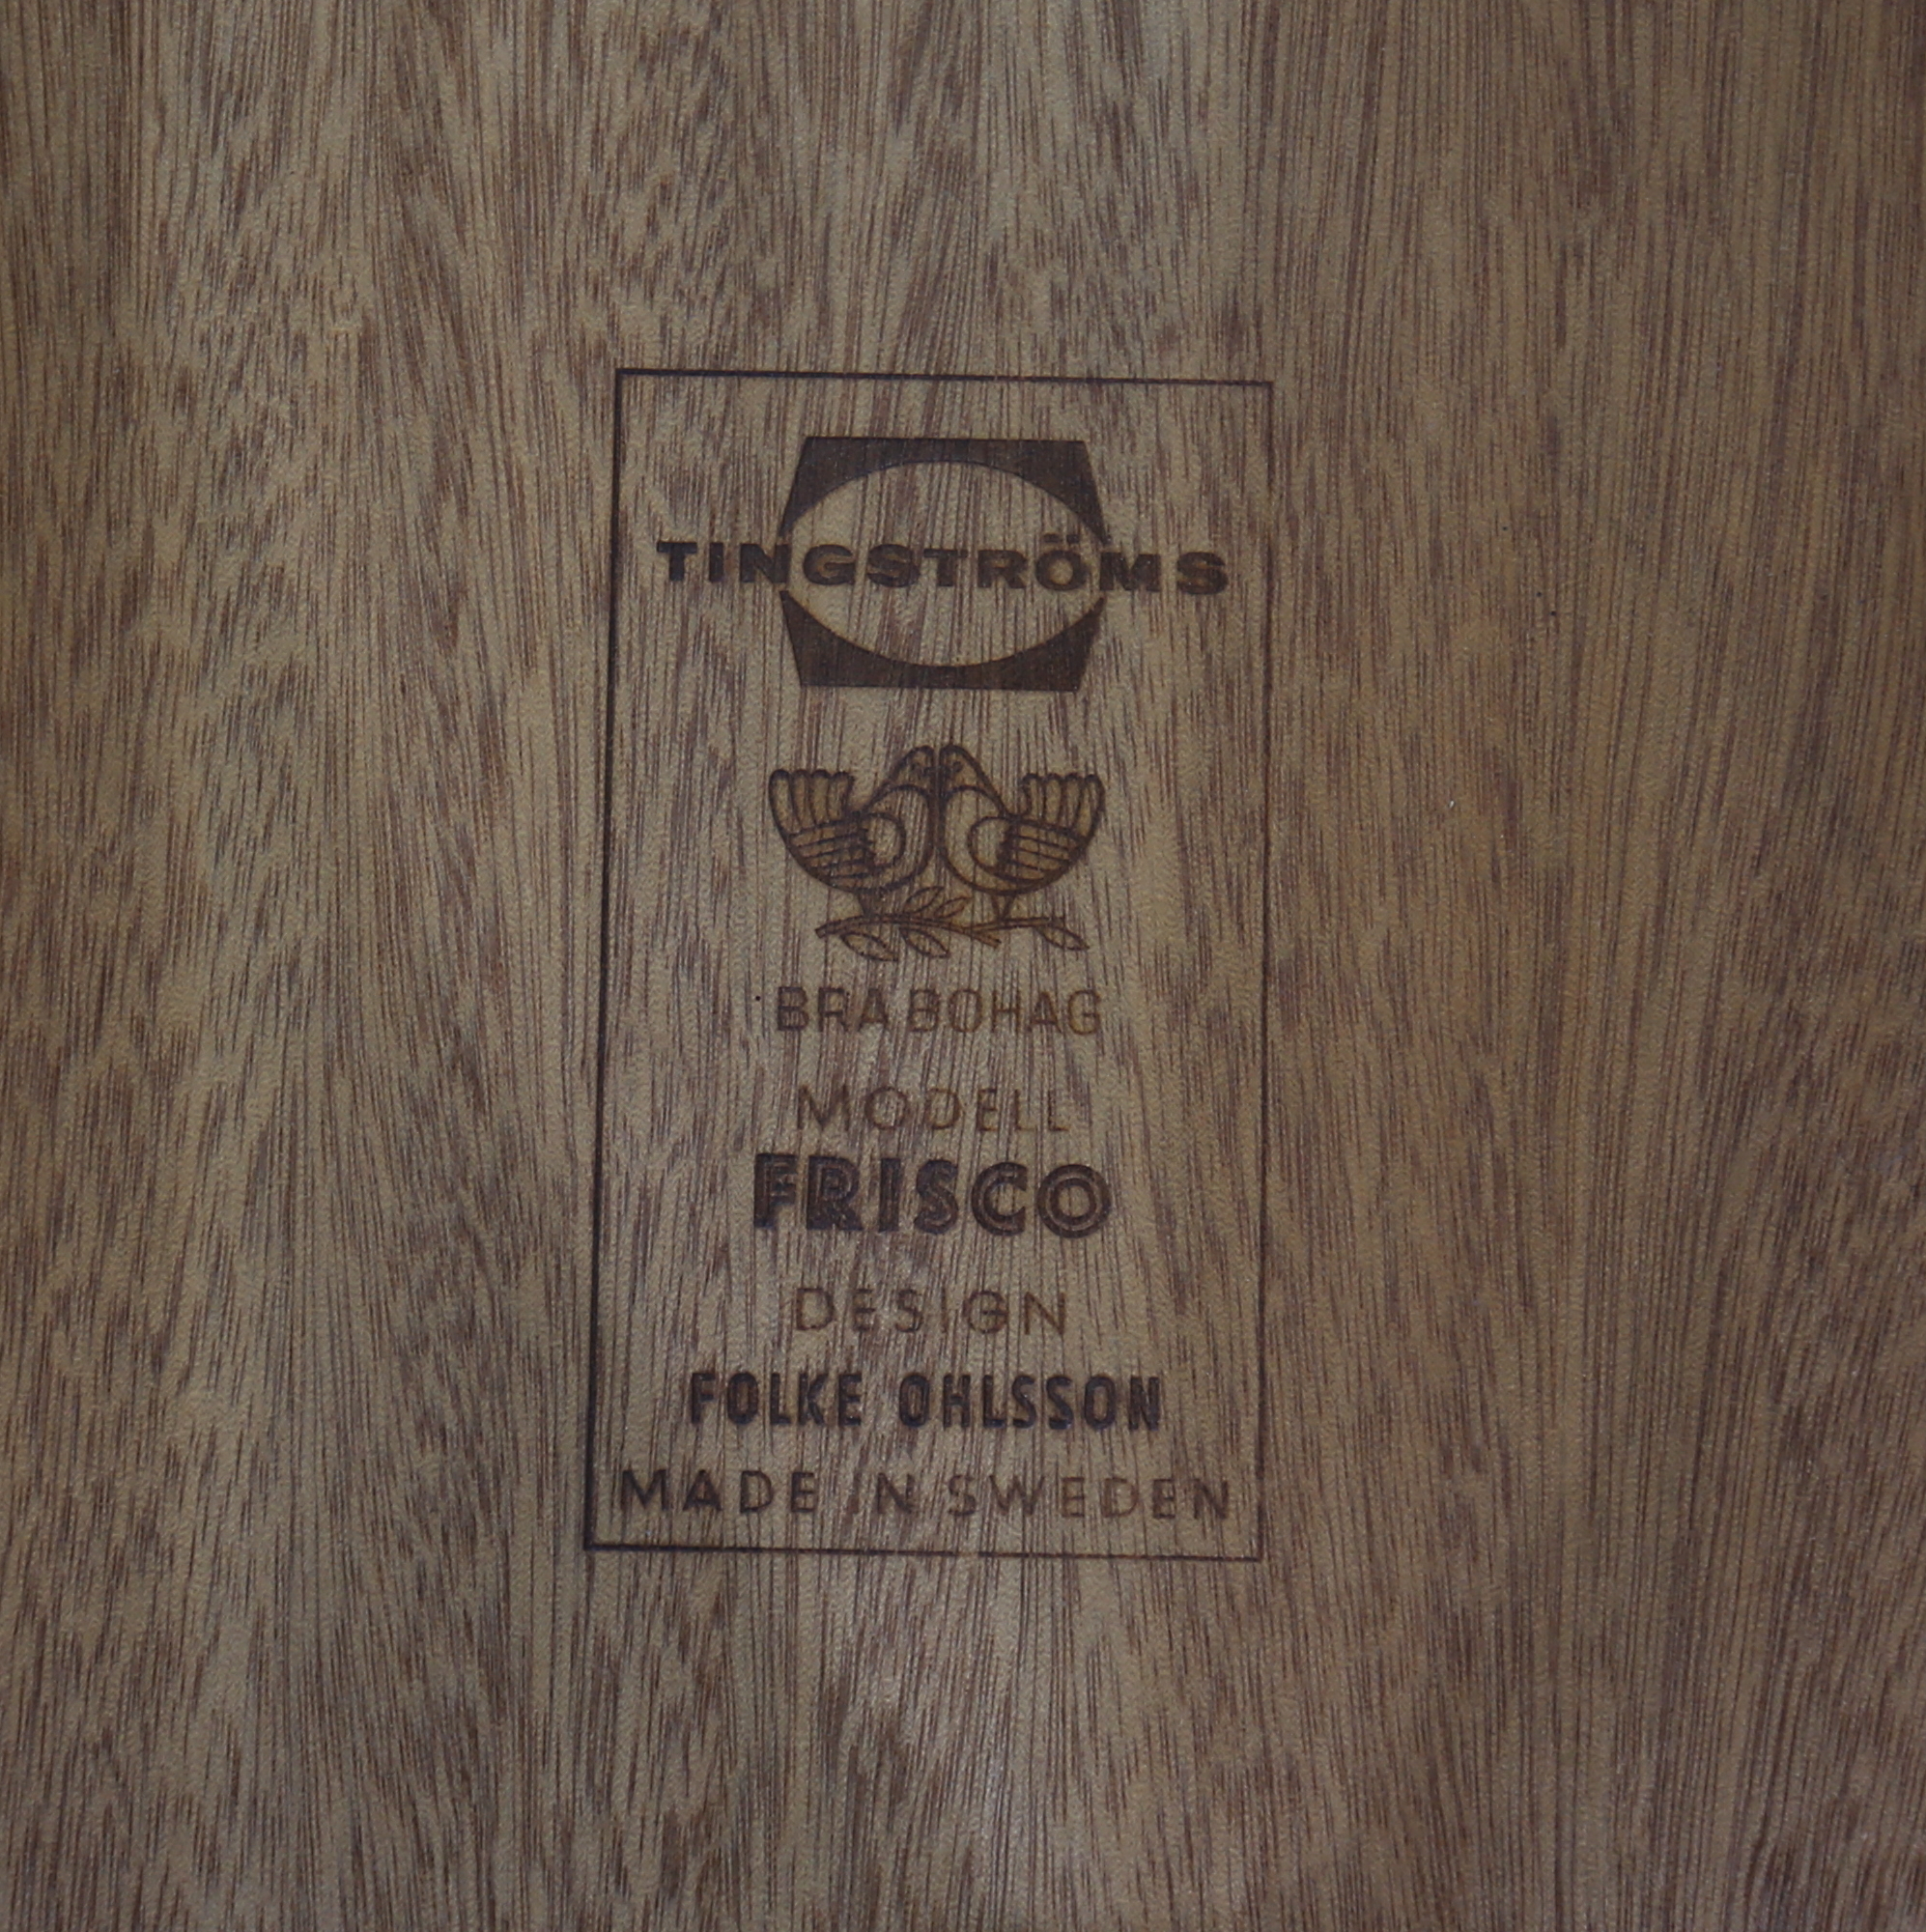 TINGSTRÖMS
BRA BOHAG
MODELL
FRISCO
DESIGN
FOLKE OHLSSON
MADE IN SWEDEN